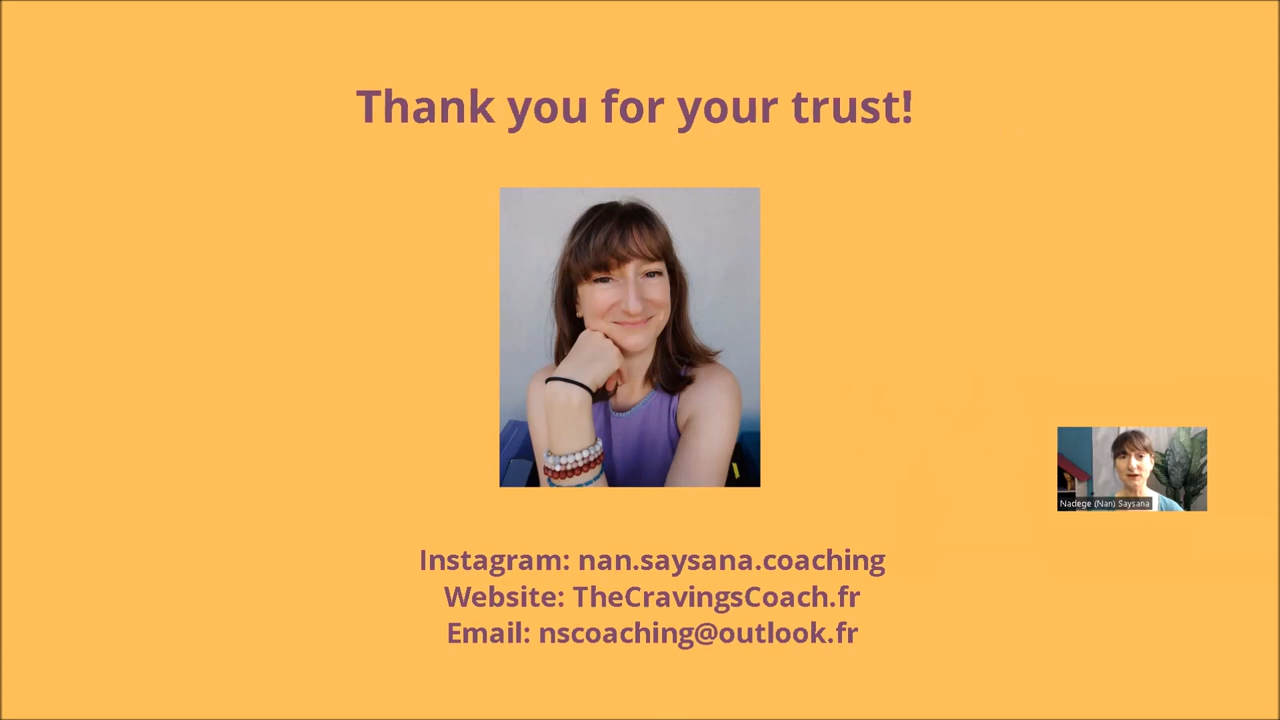 Thank you for your trust!
Nadege (Nan) Saysana
Instagram: nan.saysana.coaching
Website: TheCravingsCoach.fr
Email: nscoaching@outlook.fr